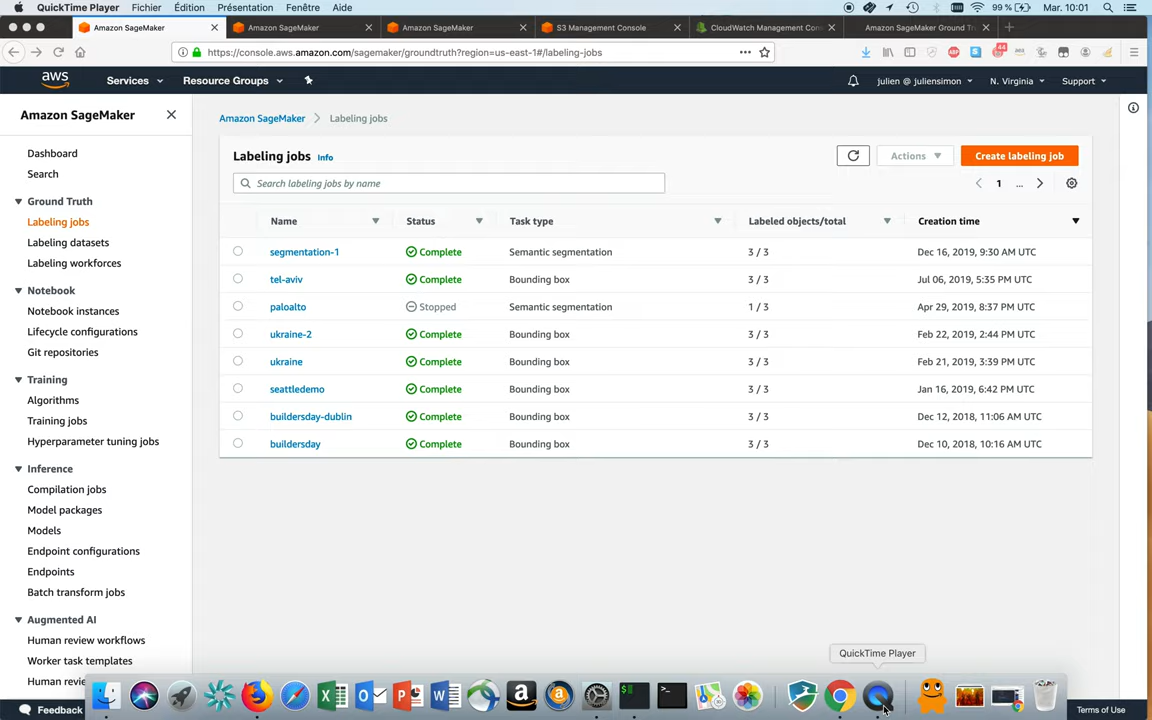 QuickTime Player Fichier Édition Présentation Fenêtre Aide 99 % Mar. 10:01
Amazon SageMaker
Amazon SageMaker
Amazon SageMaker
S3 Management Console
CloudWatch Management Con
Amazon SageMaker Ground Tr
https://console.aws.amazon.com/sagemaker/groundtruth?region=us-east-1#/labeling-jobs
44
aws Services Resource Groups julien @ juliensimon N. Virginia Support
Amazon SageMaker
Dashboard
Search
Ground Truth
Labeling jobs
Labeling datasets
Labeling workforces
Notebook
Notebook instances
Lifecycle configurations
Git repositories
Training
Algorithms
Training jobs
Hyperparameter tuning jobs
Inference
Compilation jobs
Model packages
Models
Endpoint configurations
Endpoints
Batch transform jobs
Augmented AI
Human review workflows
Worker task templates
Human revie
Feedback
Amazon SageMaker > Labeling jobs
Labeling jobs Info
Actions Create labeling job
Search labeling jobs by name
1 ...
Name Status Task type Labeled objects/total Creation time
segmentation-1 Complete Semantic segmentation 3 / 3 Dec 16, 2019, 9:30 AM UTC
tel-aviv Complete Bounding box 3 / 3 Jul 06, 2019, 5:35 PM UTC
paloalto Stopped Semantic segmentation 1 / 3 Apr 29, 2019, 8:37 PM UTC
ukraine-2 Complete Bounding box 3 / 3 Feb 22, 2019, 2:44 PM UTC
ukraine Complete Bounding box 3 / 3 Feb 21, 2019, 3:39 PM UTC
seattledemo Complete Bounding box 3 / 3 Jan 16, 2019, 6:42 PM UTC
buildersday-dublin Complete Bounding box 3 / 3 Dec 12, 2018, 11:06 AM UTC
buildersday Complete Bounding box 3 / 3 Dec 10, 2018, 10:16 AM UTC
QuickTime Player
Terms of Use